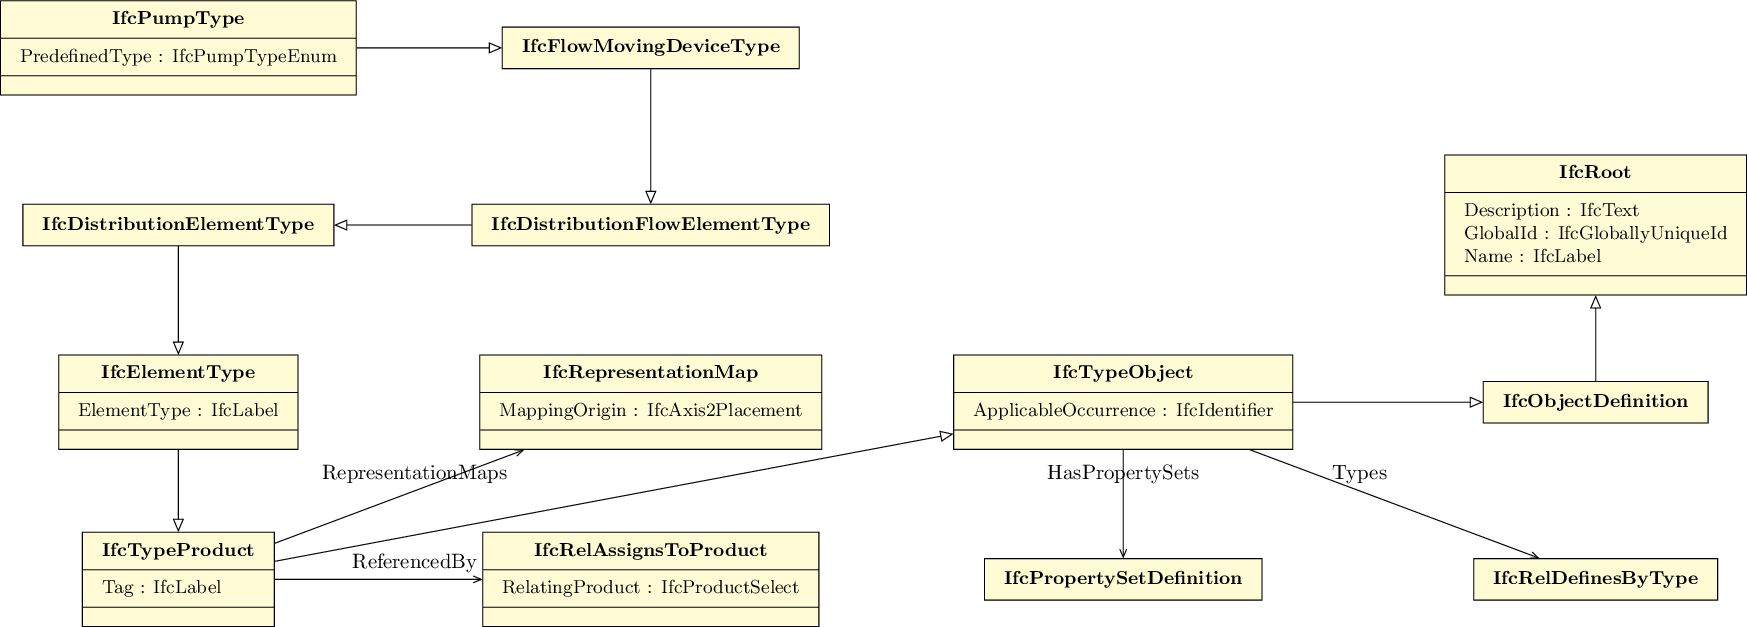 IfcPumpType
PredefinedType : IfcPumpTypeEnum
IfcFlowMovingDeviceType
IfcRoot
Description : IfcText
GlobalId : IfcGloballyUniqueId
Name : IfcLabel
IfcDistributionElementType
IfcDistributionFlowElementType
IfcElementType
ElementType : IfcLabel
IfcRepresentationMap
MappingOrigin : IfcAxis2Placement
IfcTypeObject
ApplicableOccurrence : IfcIdentifier
IfcObjectDefinition
RepresentationMaps
HasPropertySets
Types
IfcTypeProduct
Tag : IfcLabel
ReferencedBy
IfcRelAssignsToProduct
RelatingProduct : IfcProductSelect
IfcPropertySetDefinition
IfcRelDefinesByType